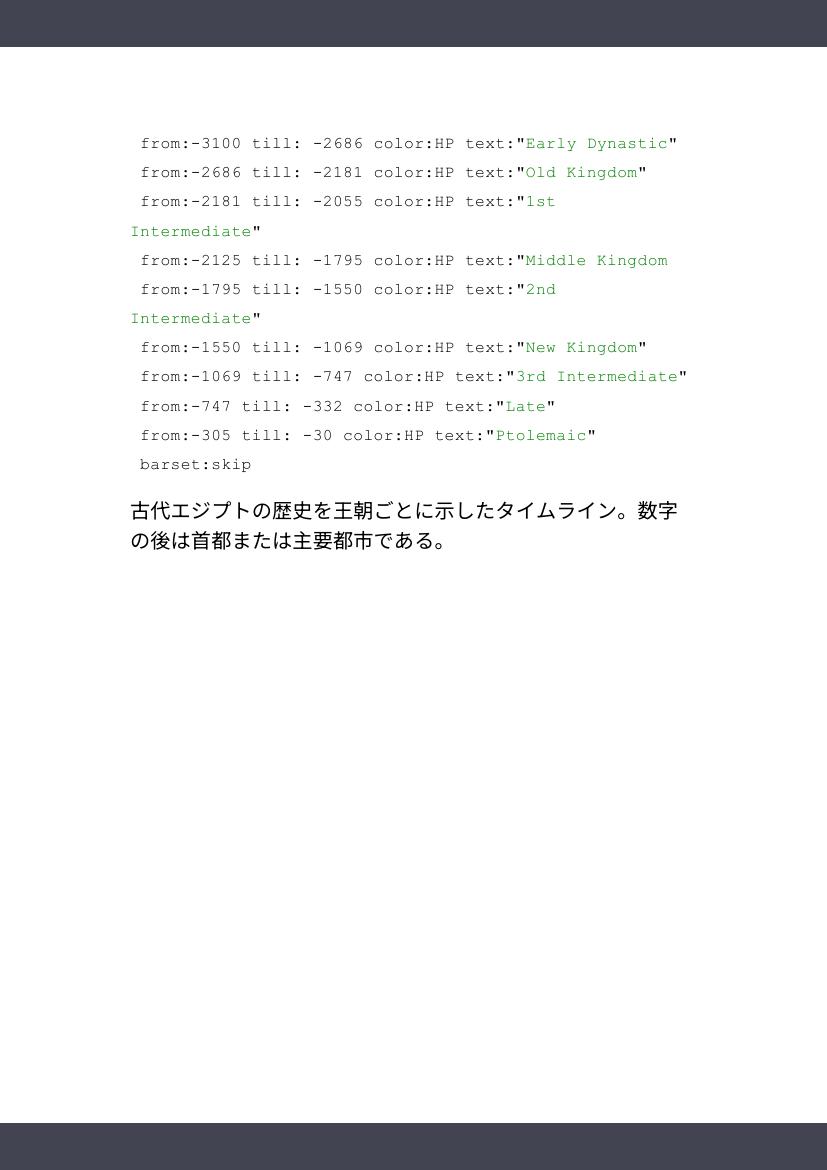 from:-3100 till: -2686 color:HP text:"Early Dynastic"
from:-2686 till: -2181 color:HP text:"Old Kingdom"
from:-2181 till: -2055 color:HP text:"1st
Intermediate"
from:-2125 till: -1795 color:HP text:"Middle Kingdom
from:-1795 till: -1550 color:HP text:"2nd
Intermediate"
from:-1550 till: -1069 color:HP text:"New Kingdom"
from:-1069 till: -747 color:HP text:"3rd Intermediate"
from:-747 till: -332 color:HP text:"Late"
from:-305 till: -30 color:HP text:"Ptolemaic"
barset:skip
古代エジプトの歴史を王朝ごとに示したタイムライン。数字
の後は首都または主要都市である。